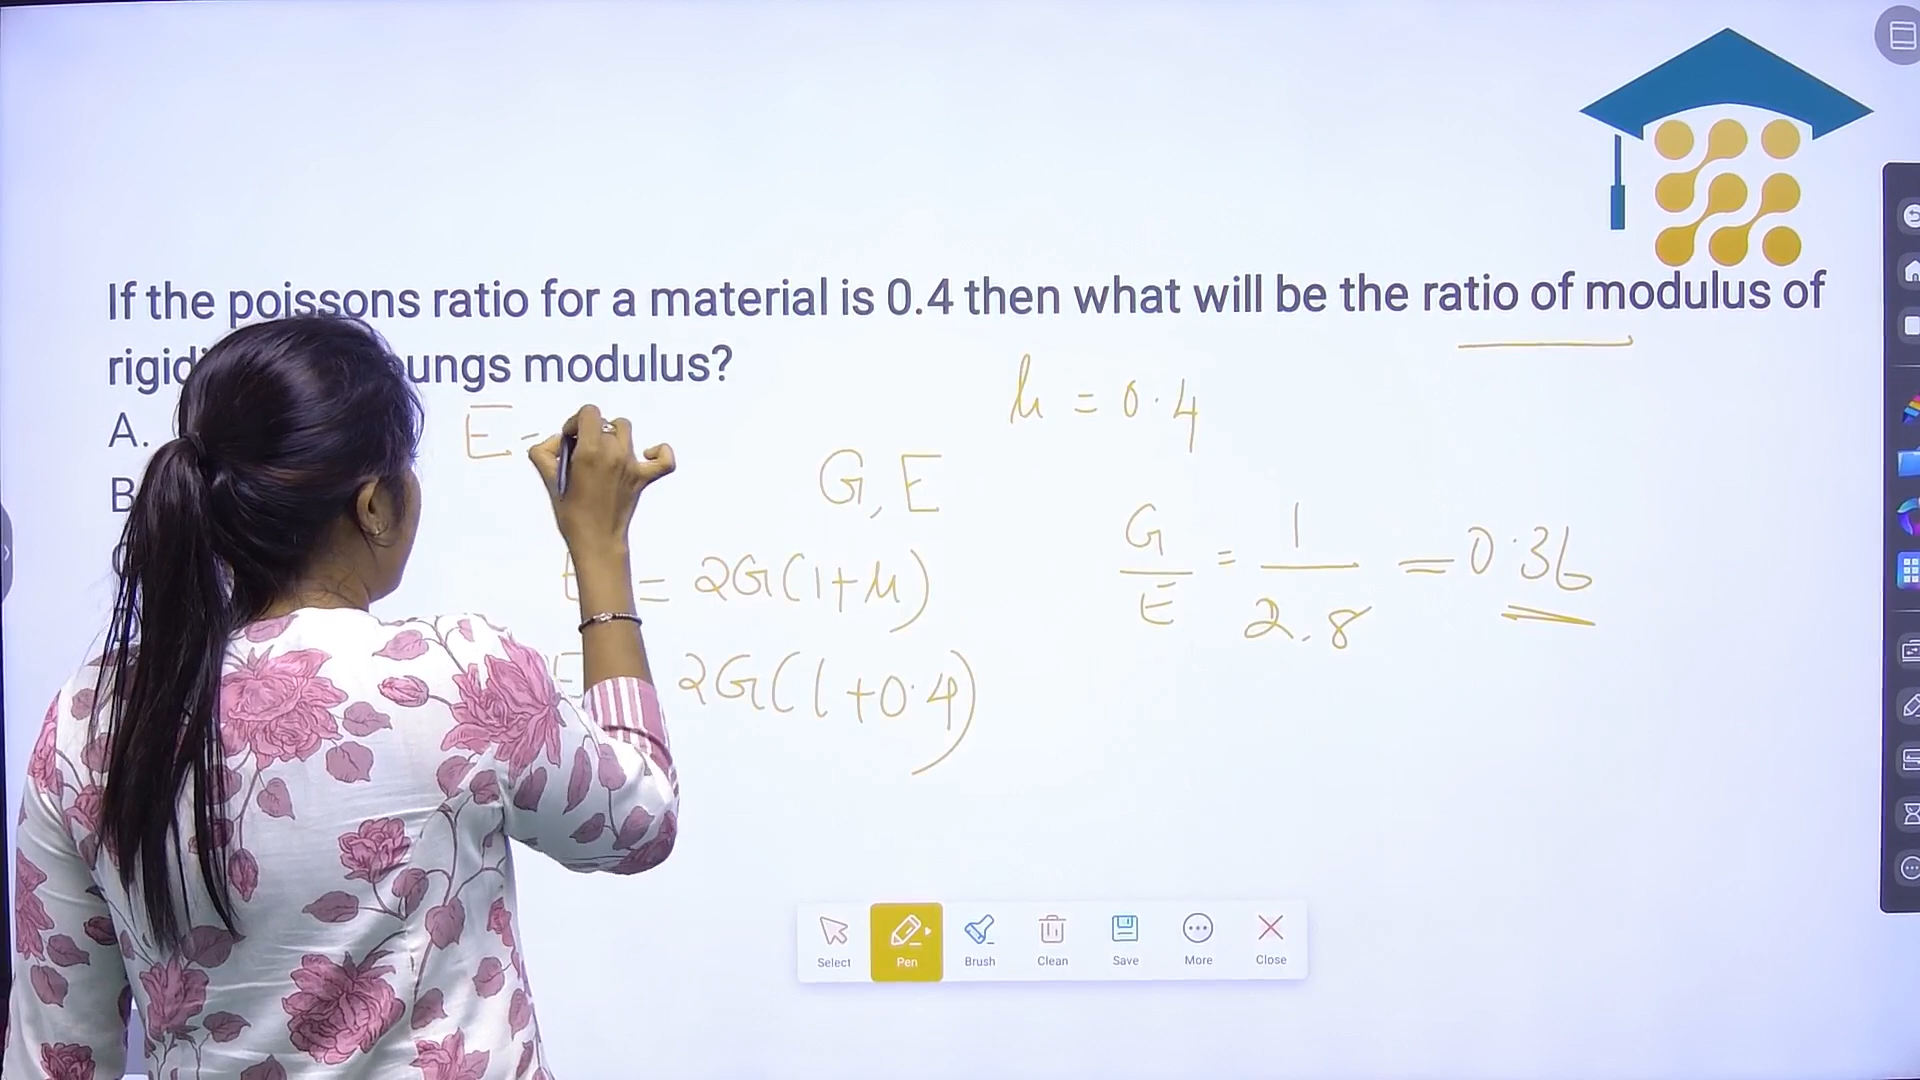 If the poissons ratio for a material is 0.4 then what will be the ratio of modulus of
ungs modulus?
A.
B
μ = 0.4
E =
G, E
E = 2G(1+μ)
G/E = 1/2.8 = 0.36
E 2G(1+0.4)
Select
Pen
Brush
Clean
Save
More
Close